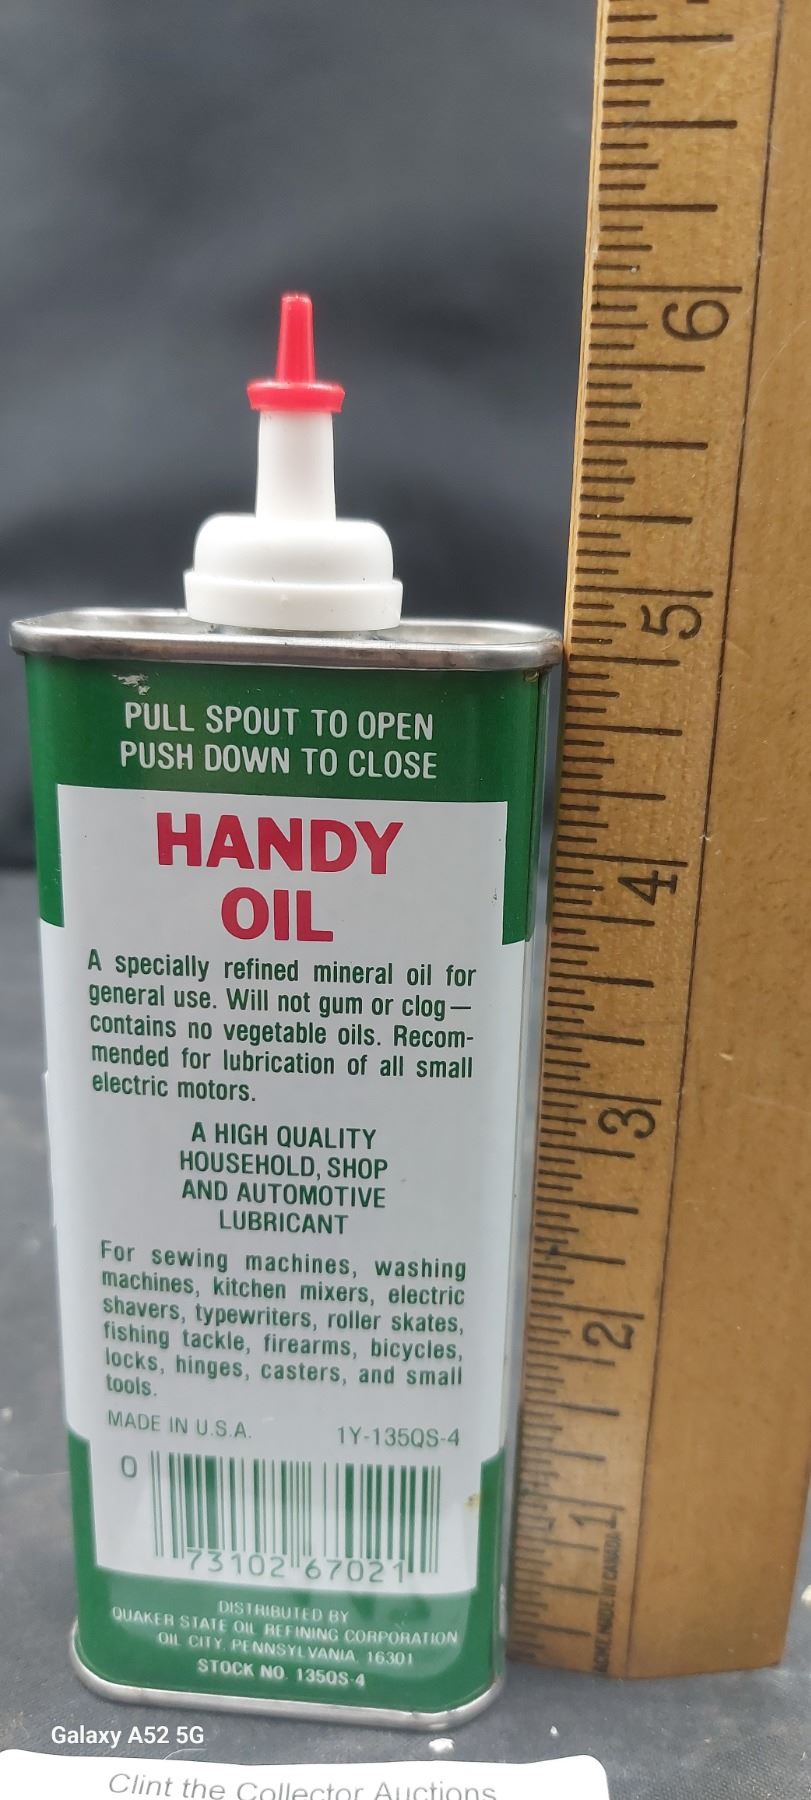 PULL SPOUT TO OPEN
PUSH DOWN TO CLOSE
HANDY
OIL
A specially refined mineral oil for
general use. Will not gum or clog—
contains no vegetable oils. Recom-
mended for lubrication of all small
electric motors.
A HIGH QUALITY
HOUSEHOLD, SHOP
AND AUTOMOTIVE
LUBRICANT
For sewing machines, washing
machines, kitchen mixers, electric
shavers, typewriters, roller skates,
fishing tackle, firearms, bicycles,
locks, hinges, casters, and small
tools.
MADE IN U.S.A. 1Y-135QS-4
0
73102 67021
DISTRIBUTED BY
QUAKER STATE OIL REFINING CORPORATION
OIL CITY, PENNSYLVANIA, 16301
STOCK NO. 135QS-4
6
5
4
3
2
1
MADE IN CANADA
Galaxy A52 5G
Clint the Collector Auctions